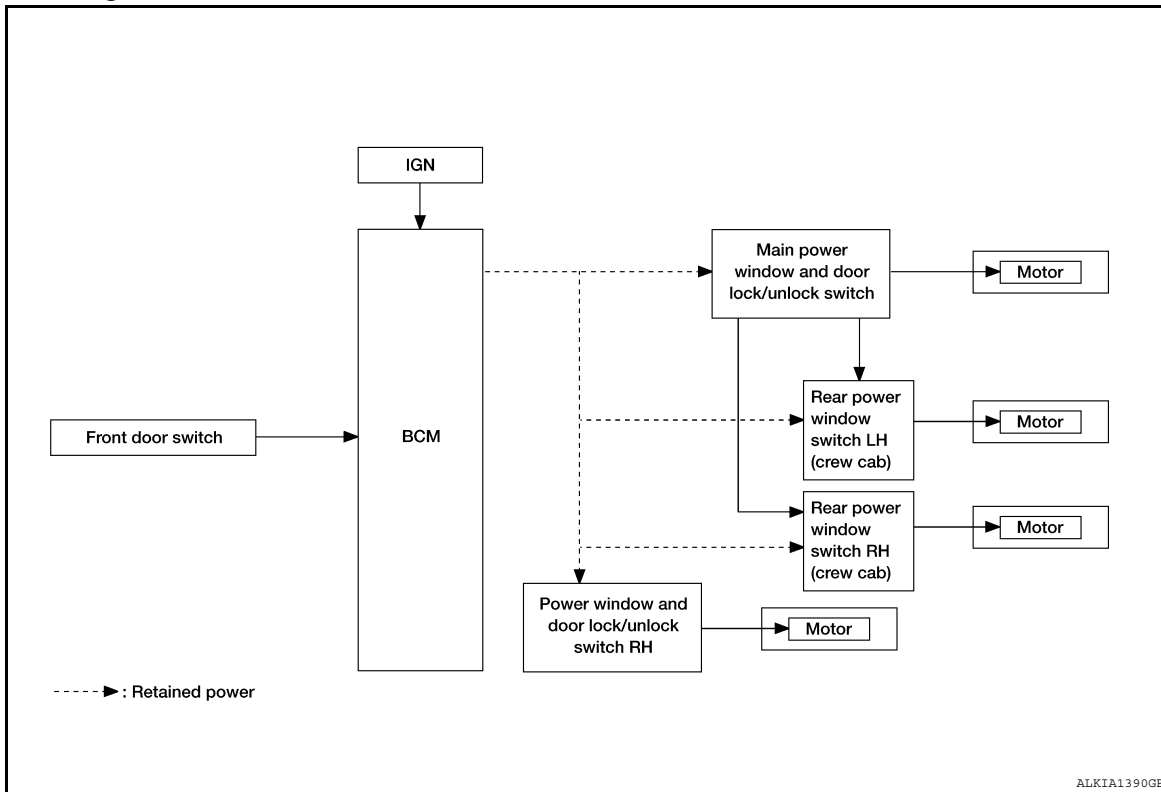 IGN
Main power
window and door
lock/unlock switch
Motor
Rear power
window
switch LH
(crew cab)
Motor
Front door switch
BCM
Rear power
window
switch RH
(crew cab)
Motor
Power window and
door lock/unlock
switch RH
Motor
: Retained power